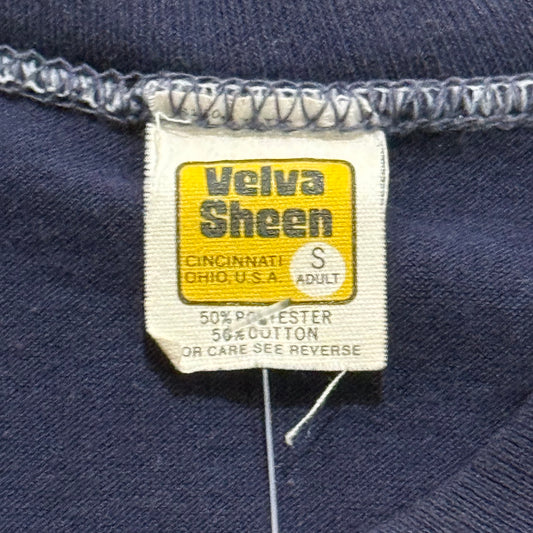 Velva
Sheen
CINCINNATI
OHIO, U.S.A.
S
ADULT
50% POLYESTER
50% COTTON
OR CARE SEE REVERSE